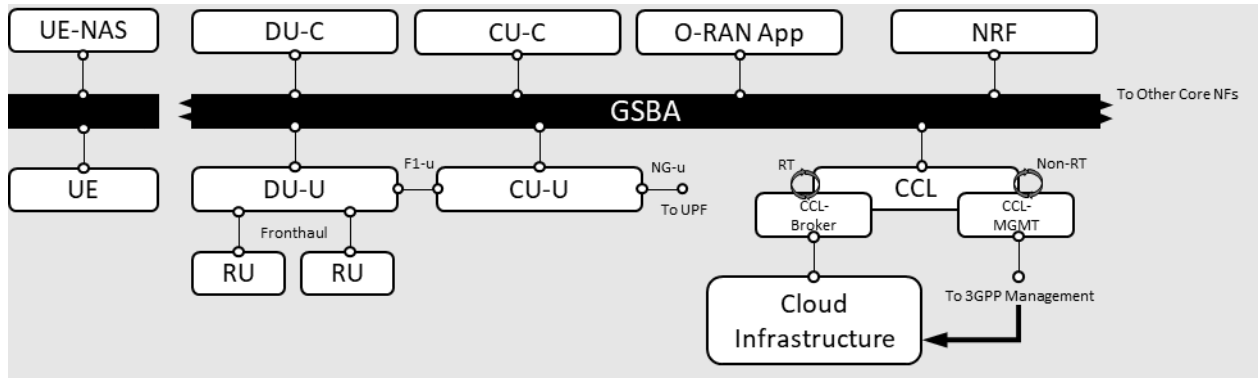 UE-NAS
DU-C
CU-C
O-RAN App
NRF
GSBA
To Other Core NFs
UE
DU-U
F1-u
CU-U
NG-u
To UPF
RT
CCL
Non-RT
CCL-
Broker
CCL-
MGMT
Fronthaul
RU
RU
Cloud
Infrastructure
To 3GPP Management